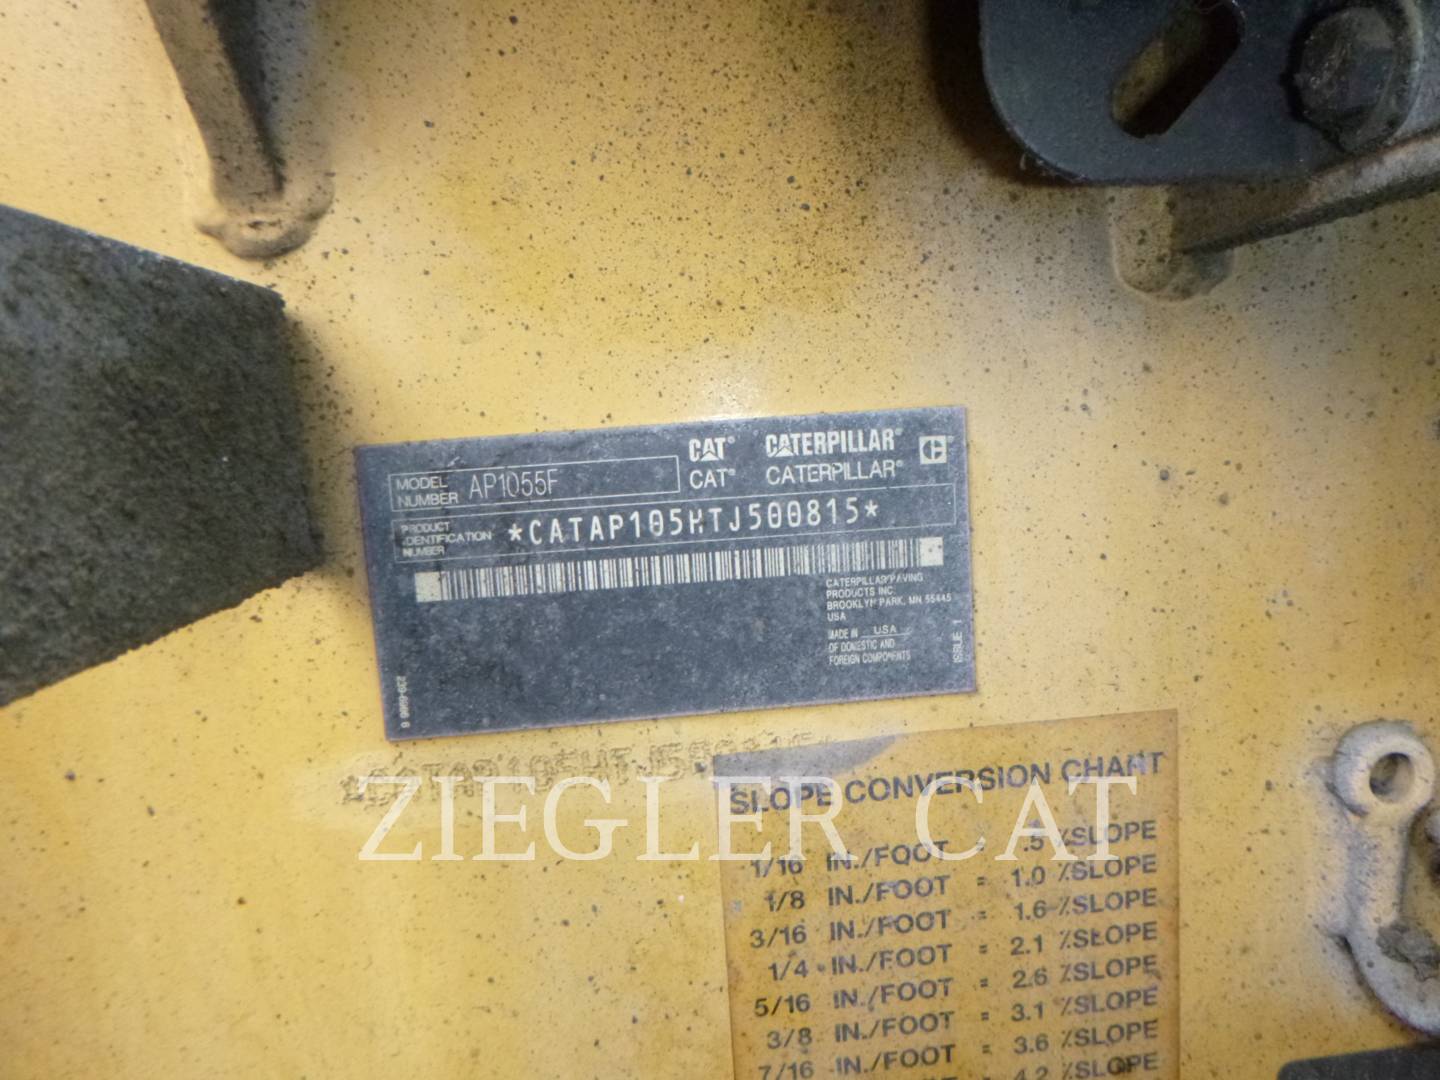 CAT® CATERPILLAR®
CAT® CATERPILLAR®
MODEL NUMBER AP1055F
PRODUCT IDENTIFICATION NUMBER *CATAP105HTJ500815*
CATERPILLAR PAVING
PRODUCTS INC.
BROOKLYN PARK, MN 55445
USA
MADE IN USA
OF DOMESTIC AND
FOREIGN COMPONENTS
ISSUE 1
ZIEGLER CAT
SLOPE CONVERSION CHART
1/16 IN./FOOT = .5 %SLOPE
1/8 IN./FOOT = 1.0 %SLOPE
3/16 IN./FOOT = 1.6 %SLOPE
1/4 IN./FOOT = 2.1 %SLOPE
5/16 IN./FOOT = 2.6 %SLOPE
3/8 IN./FOOT = 3.1 %SLOPE
7/16 IN./FOOT = 3.6 %SLOPE
4.2 %SLOPE